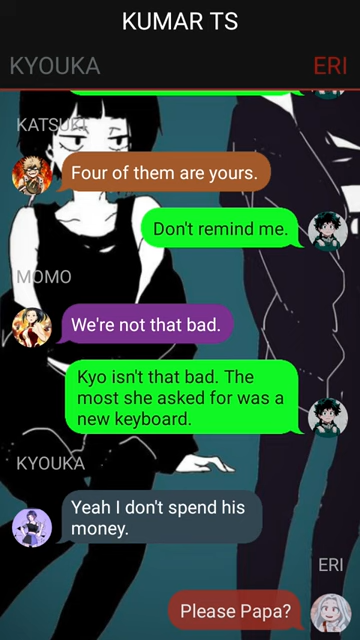 KUMAR TS
KYOUKA
ERI
KATSUKI
Four of them are yours.
Don't remind me.
MOMO
We're not that bad.
Kyo isn't that bad. The
most she asked for was a
new keyboard.
KYOUKA
Yeah I don't spend his
money.
ERI
Please Papa?